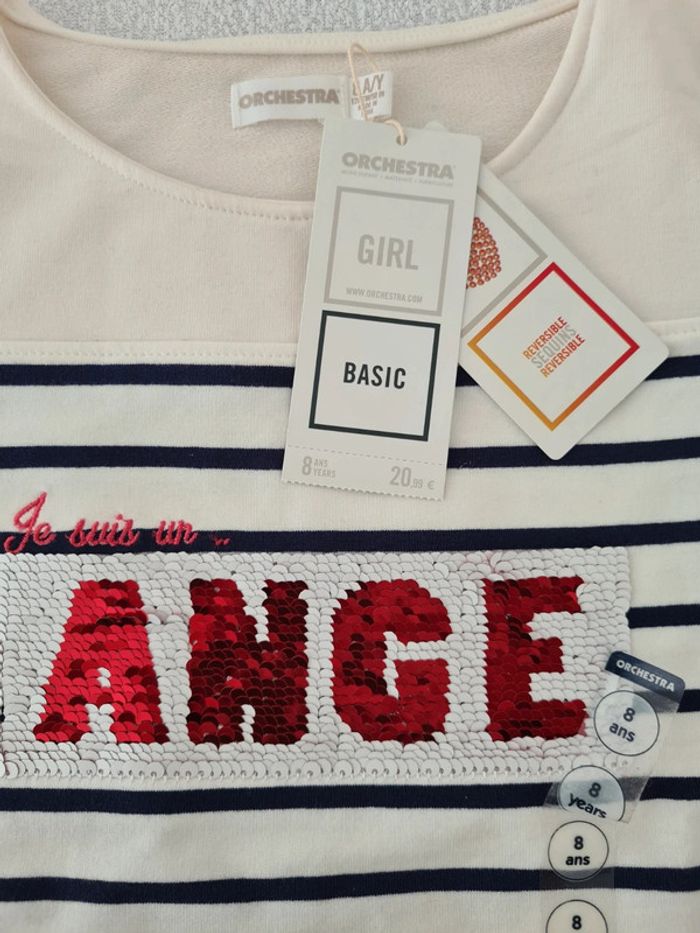 ORCHESTRA
8 A/Y
ORCHESTRA
GIRL
WWW.ORCHESTRA.COM
BASIC
8 ANS
YEARS
20,99 €
REVERSIBLE
SEQUINS
REVERSIBLE
Je suis un ..
ANGE
ORCHESTRA
8
ans
8
years
8
ans
8